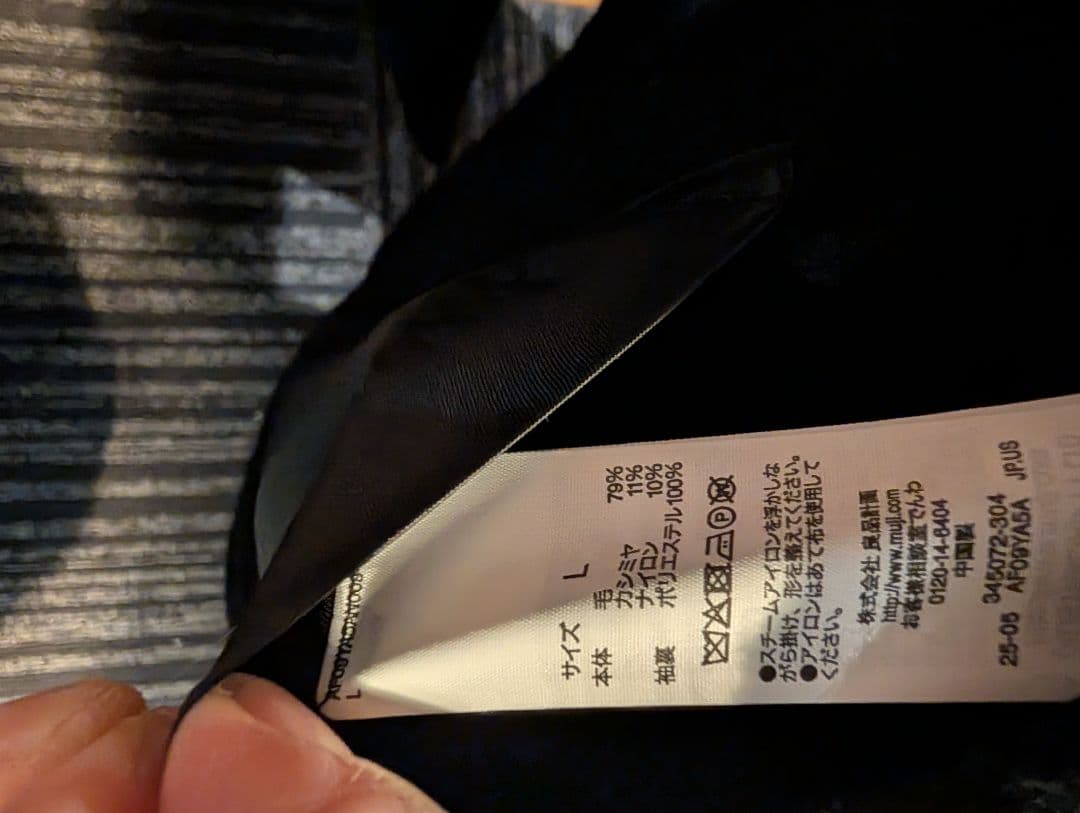 L
サイズ L
本体 毛 79%
カシミヤ 11%
ナイロン 10%
袖裏 ポリエステル 100%
●スチームアイロンを浮かしな
がら掛け、形を整えてください。
●アイロンはあて布を使用して
ください。
株式会社 良品計画
http://www.muji.com
お客様相談室でんわ
0120-14-6404
中国製
345072-304
25-05 AF09YA5A JP.US